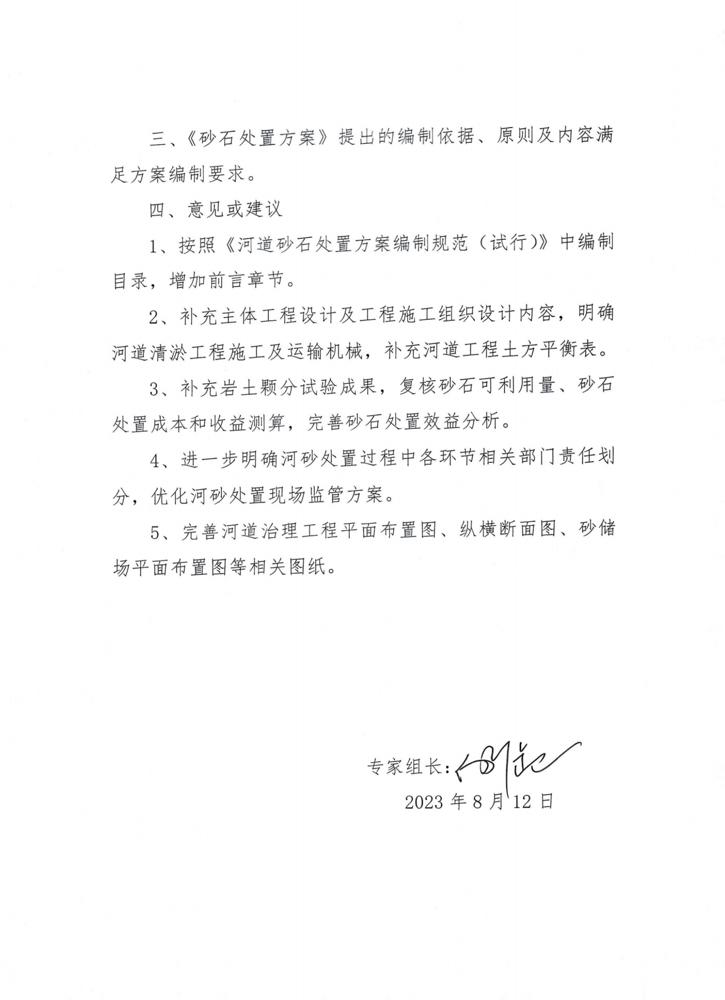 三、《砂石处置方案》提出的编制依据、原则及内容满
足方案编制要求。
四、意见或建议
1、按照《河道砂石处置方案编制规范（试行）》中编制
目录，增加前言章节。
2、补充主体工程设计及工程施工组织设计内容，明确
河道清淤工程施工及运输机械，补充河道工程土方平衡表。
3、补充岩土颗分试验成果，复核砂石可利用量、砂石
处置成本和收益测算，完善砂石处置效益分析。
4、进一步明确河砂处置过程中各环节相关部门责任划
分，优化河砂处置现场监管方案。
5、完善河道治理工程平面布置图、纵横断面图、砂储
场平面布置图等相关图纸。
专家组长：
2023 年 8 月 12 日